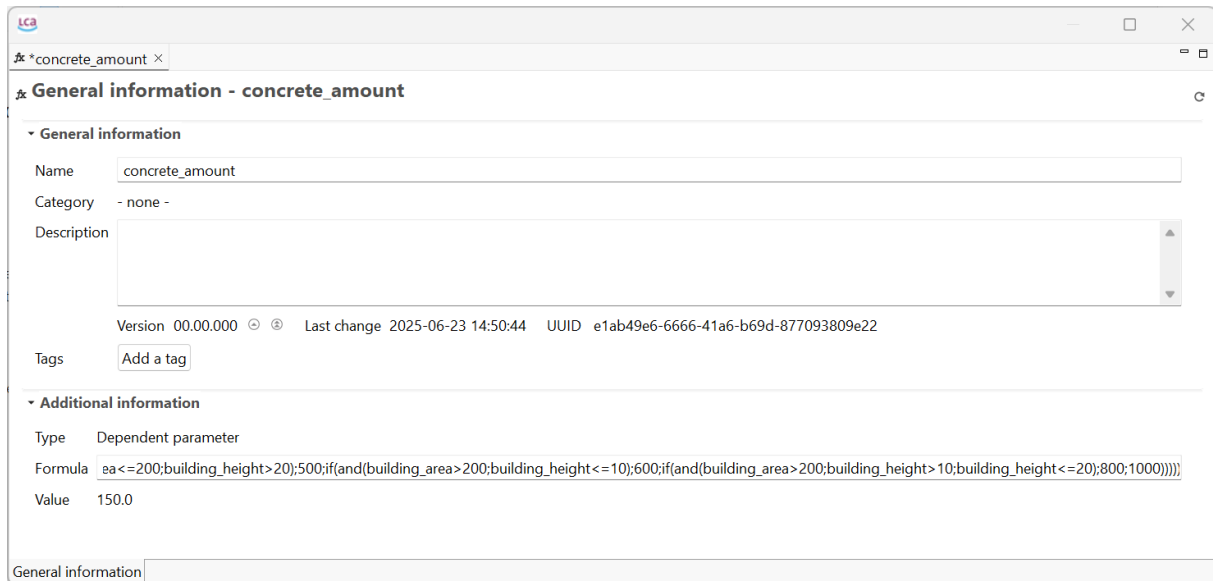 LCA
*concrete_amount
General information - concrete_amount
General information
Name concrete_amount
Category - none -
Description
Version 00.00.000 Last change 2025-06-23 14:50:44 UUID e1ab49e6-6666-41a6-b69d-877093809e22
Tags Add a tag
Additional information
Type Dependent parameter
Formula ea<=200;building_height>20);500;if(and(building_area>200;building_height<=10);600;if(and(building_area>200;building_height>10;building_height<=20);800;1000)))))
Value 150.0
General information